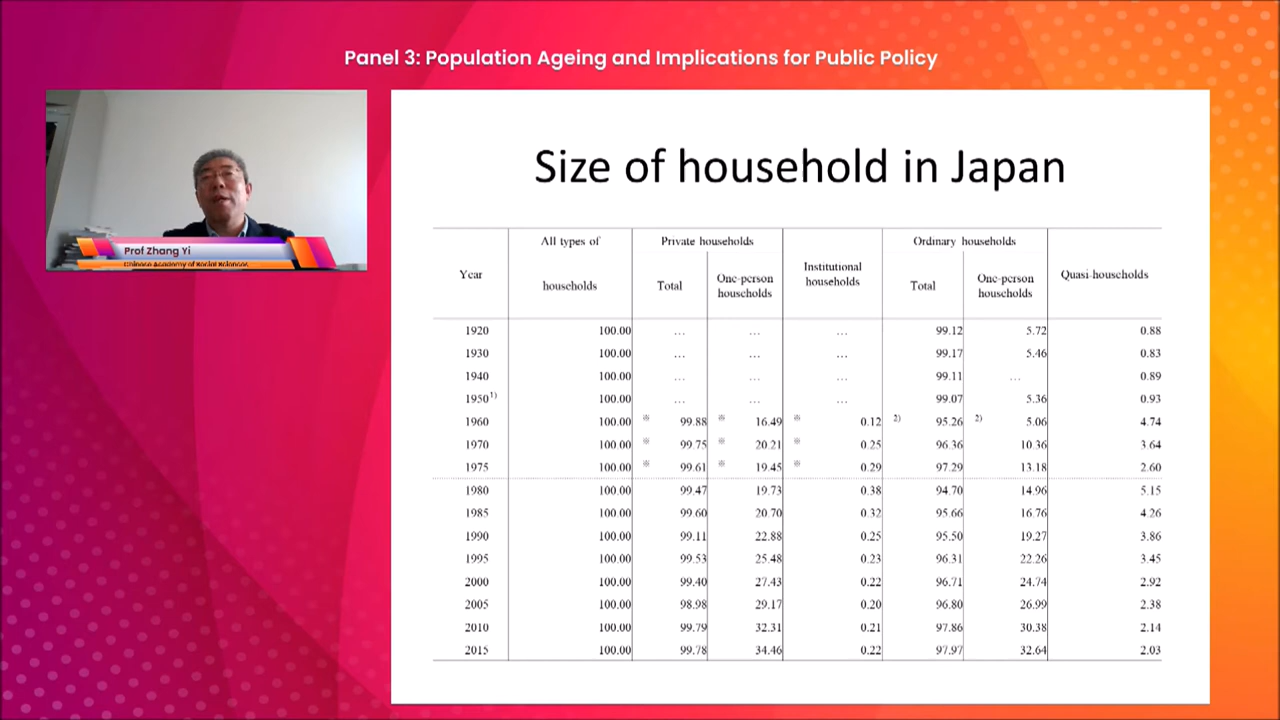 Panel 3: Population Ageing and Implications for Public Policy
Prof Zhang Yi
Chinese Academy of Social Sciences
Size of household in Japan
All types of households Private households Institutional households Ordinary households Quasi-households
Year Total One-person households Total One-person households
1920 100.00 ... ... ... 99.12 5.72 0.88
1930 100.00 ... ... ... 99.17 5.46 0.83
1940 100.00 ... ... ... 99.11 ... 0.89
1950 1) 100.00 ... ... ... 99.07 5.36 0.93
1960 100.00 ※ 99.88 ※ 16.49 ※ 0.12 2) 95.26 2) 5.06 4.74
1970 100.00 ※ 99.75 ※ 20.21 ※ 0.25 96.36 10.36 3.64
1975 100.00 ※ 99.61 ※ 19.45 ※ 0.29 97.29 13.18 2.60
1980 100.00 99.47 19.73 0.38 94.70 14.96 5.15
1985 100.00 99.60 20.70 0.32 95.66 16.76 4.26
1990 100.00 99.11 22.88 0.25 95.50 19.27 3.86
1995 100.00 99.53 25.48 0.23 96.31 22.26 3.45
2000 100.00 99.40 27.43 0.22 96.71 24.74 2.92
2005 100.00 98.98 29.17 0.20 96.80 26.99 2.38
2010 100.00 99.79 32.31 0.21 97.86 30.38 2.14
2015 100.00 99.78 34.46 0.22 97.97 32.64 2.03